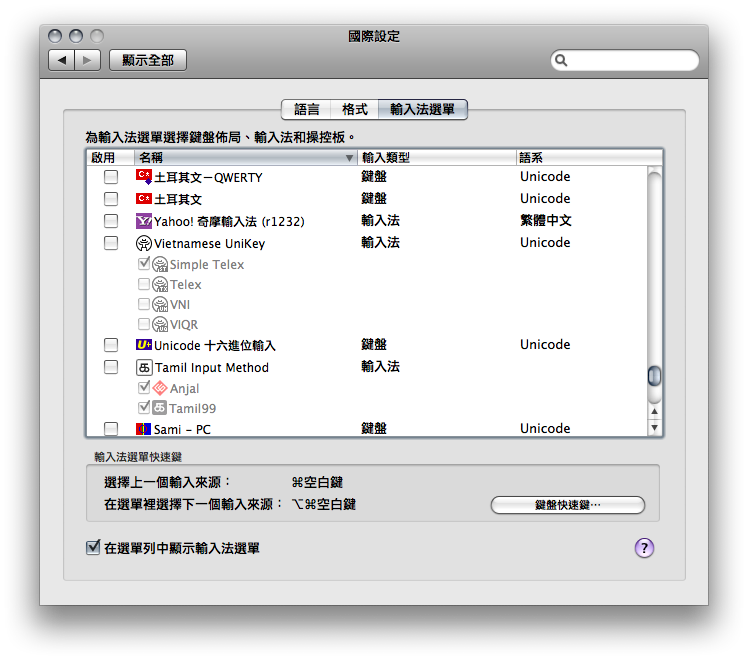 國際設定
顯示全部
語言 格式 輸入法選單
為輸入法選單選擇鍵盤佈局、輸入法和操控板。
啟用 名稱 輸入類型 語系
土耳其文－QWERTY 鍵盤 Unicode
土耳其文 鍵盤 Unicode
Yahoo! 奇摩輸入法 (r1232) 輸入法 繁體中文
Vietnamese UniKey 輸入法 Unicode
Simple Telex
Telex
VNI
VIQR
Unicode 十六進位輸入 鍵盤 Unicode
Tamil Input Method 輸入法
Anjal
Tamil99
Sami – PC 鍵盤 Unicode
輸入法選單快速鍵
選擇上一個輸入來源： ⌘空白鍵
在選單裡選擇下一個輸入來源： ⌥⌘空白鍵
鍵盤快速鍵⋯
在選單列中顯示輸入法選單
?